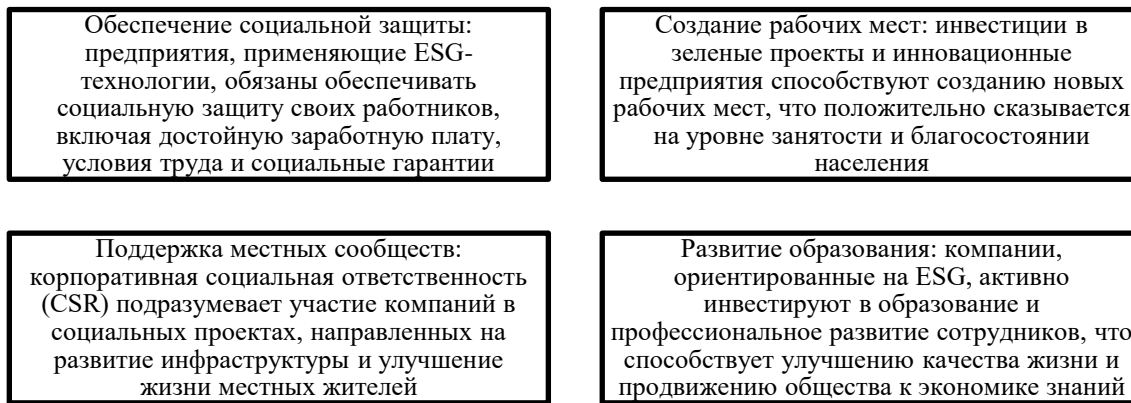 Обеспечение социальной защиты:
предприятия, применяющие ESG-
технологии, обязаны обеспечивать
социальную защиту своих работников,
включая достойную заработную плату,
условия труда и социальные гарантии
Создание рабочих мест: инвестиции в
зеленые проекты и инновационные
предприятия способствуют созданию новых
рабочих мест, что положительно сказывается
на уровне занятости и благосостоянии
населения
Поддержка местных сообществ:
корпоративная социальная ответственность
(CSR) подразумевает участие компаний в
социальных проектах, направленных на
развитие инфраструктуры и улучшение
жизни местных жителей
Развитие образования: компании,
ориентированные на ESG, активно
инвестируют в образование и
профессиональное развитие сотрудников, что
способствует улучшению качества жизни и
продвижению общества к экономике знаний